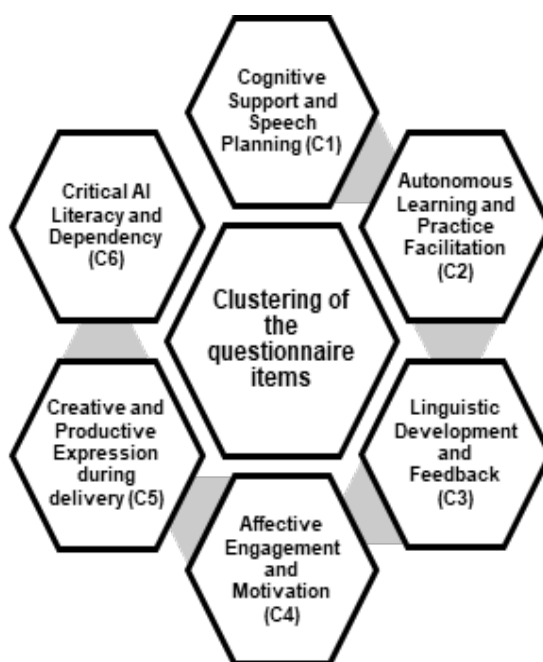 Cognitive
Support and
Speech
Planning (C1)
Autonomous
Learning and
Practice
Facilitation
(C2)
Linguistic
Development
and
Feedback
(C3)
Affective
Engagement
and
Motivation
(C4)
Creative and
Productive
Expression
during
delivery (C5)
Critical AI
Literacy and
Dependency
(C6)
Clustering of
the
questionnaire
items